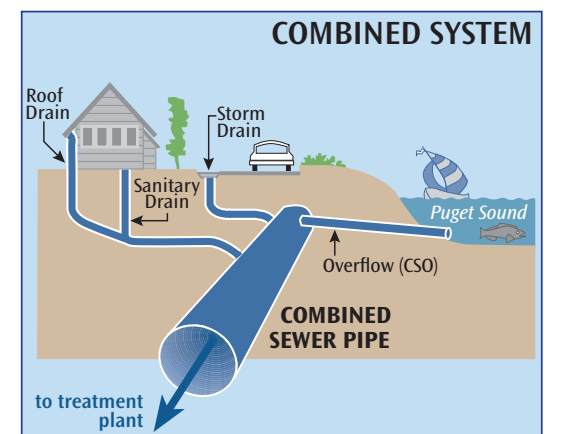 COMBINED SYSTEM
Roof
Drain
Storm
Drain
Sanitary
Drain
Puget Sound
Overflow (CSO)
COMBINED
SEWER PIPE
to treatment
plant